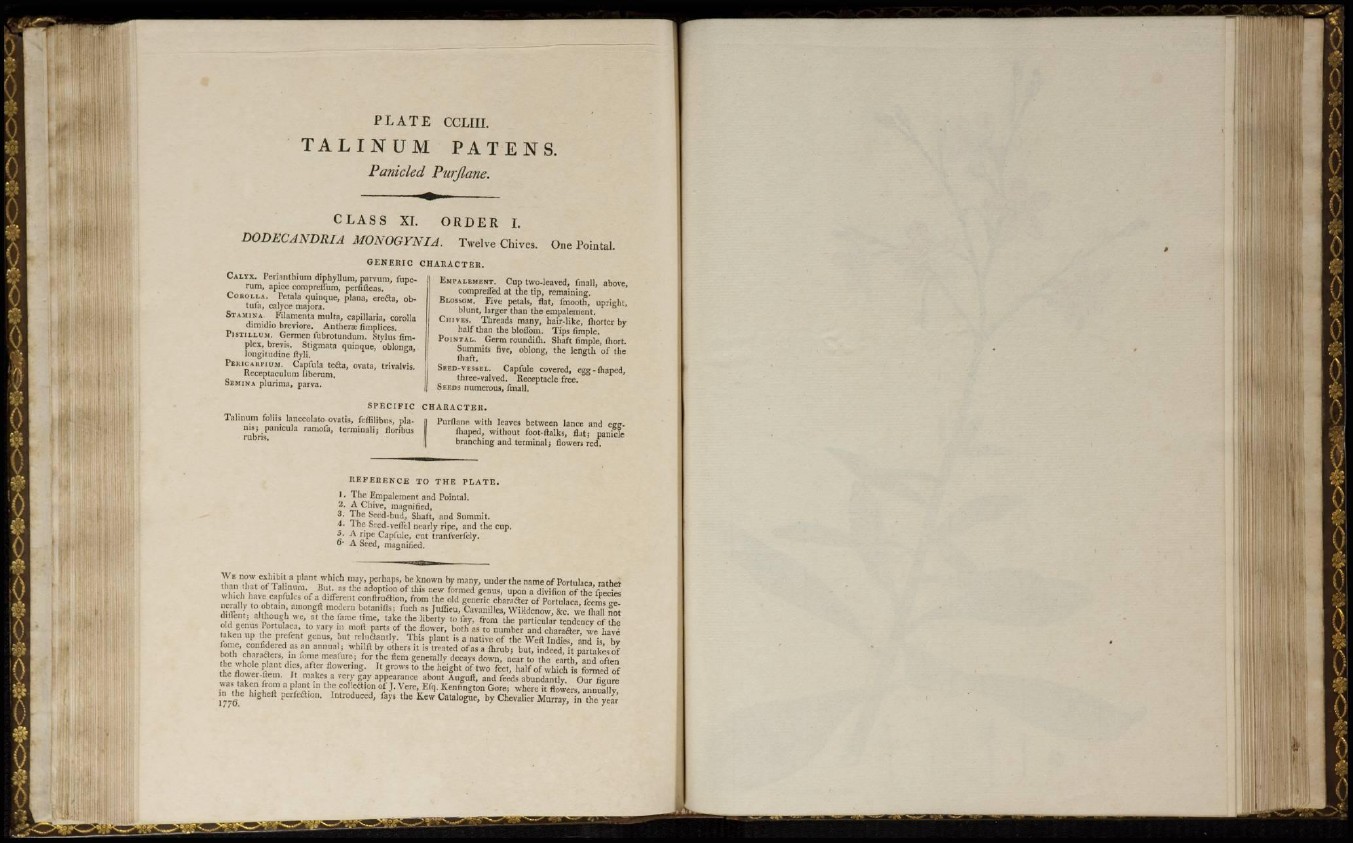 PLATE CCLIII.
TALINUM PATENS.
Panicled Purſlane.
CLASS XI. ORDER I.
DODECANDRIA MONOGYNIA. Twelve Chives. One Pointal.
GENERIC CHARACTER.
CALYX. Perianthium diphyllum, parvum, ſupe-
rum, apice compreſſum, perſiſtens.
COROLLA. Petala quinque, plana, erecta, ob-
tuſa, calyce majora.
STAMINA. Filamenta multa, capillaria, corolla
dimidio breviore. Antheræ ſimplices.
PISTILLUM. Germen ſubrotundum. Stylus ſim-
plex, brevis. Stigmata quinque, oblonga,
longitudine ſtyli.
PERICARPIUM. Capſula tecta, ovata, trivalvis.
Receptaculum liberum.
SEMINA plurima, parva.
EMPALEMENT. Cup two-leaved, ſmall, above,
compreſſed at the tip, remaining.
BLOSSOM. Five petals, flat, ſmooth, upright,
blunt, larger than the empalement.
CHIVES. Threads many, hair-like, ſhorter by
half than the bloſſom. Tips ſimple.
POINTAL. Germ roundiſh. Shaft ſimple, ſhort.
Summits five, oblong, the length of the
ſhaft.
SEED-VESSEL. Capſule covered, egg-ſhaped,
three-valved. Receptacle free.
SEEDS numerous, ſmall.
SPECIFIC CHARACTER.
Talinum foliis lanceolato ovatis, ſeſſilibus, pla-
nis; panicula ramoſa, terminali; floribus
rubris.
Purſlane with leaves between lance and egg-
ſhaped, without foot-ſtalks, flat; panicle
branching and terminal; flowers red.
REFERENCE TO THE PLATE.
1. The Empalement and Pointal.
2. A Chive, magnified,
3. The Seed-bud, Shaft, and Summit.
4. The Seed-veſſel nearly ripe, and the cup.
5. A ripe Capſule, cut tranſverſely.
6. A Seed, magnified.
WE now exhibit a plant which may, perhaps, be known by many, under the name of Portulaca, rather
than that of Talinum. But, as the adoption of this new formed genus, upon a diviſion of the ſpecies
which have capſules of a different conſtruction, from the old generic character of Portulaca, ſeems ge-
nerally to obtain, amongſt modern botaniſts; ſuch as Juſſieu, Cavanilles, Willdenow, &c. we ſhall not
diſſent; although we, at the ſame time, take the liberty to ſay, from the particular tendency of the
old genus Portulaca, to vary in moſt parts of the flower, both as to number and character, we have
taken up the preſent genus, but reluctantly. This plant is a native of the Weſt Indies, and is, by
ſome, conſidered as an annual; whilſt by others it is treated of as a ſhrub; but, indeed, it partakes of
both characters, in ſome meaſure; for the ſtem generally decays down, near to the earth, and often
the whole plant dies, after flowering. It grows to the height of two feet, half of which is formed of
the flower-ſtem. It makes a very gay appearance about Auguſt, and ſeeds abundantly. Our figure
was taken from a plant in the collection of J. Vere, Eſq. Kenſington Gore; where it flowers, annually,
in the higheſt perfection. Introduced, ſays the Kew Catalogue, by Chevalier Murray, in the year
1776.